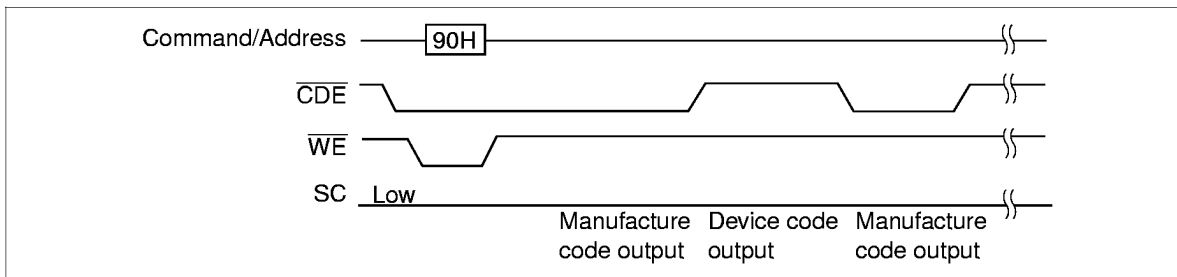 Command/Address
90H
CDE
WE
SC
Low
Manufacture code output
Device code output
Manufacture code output